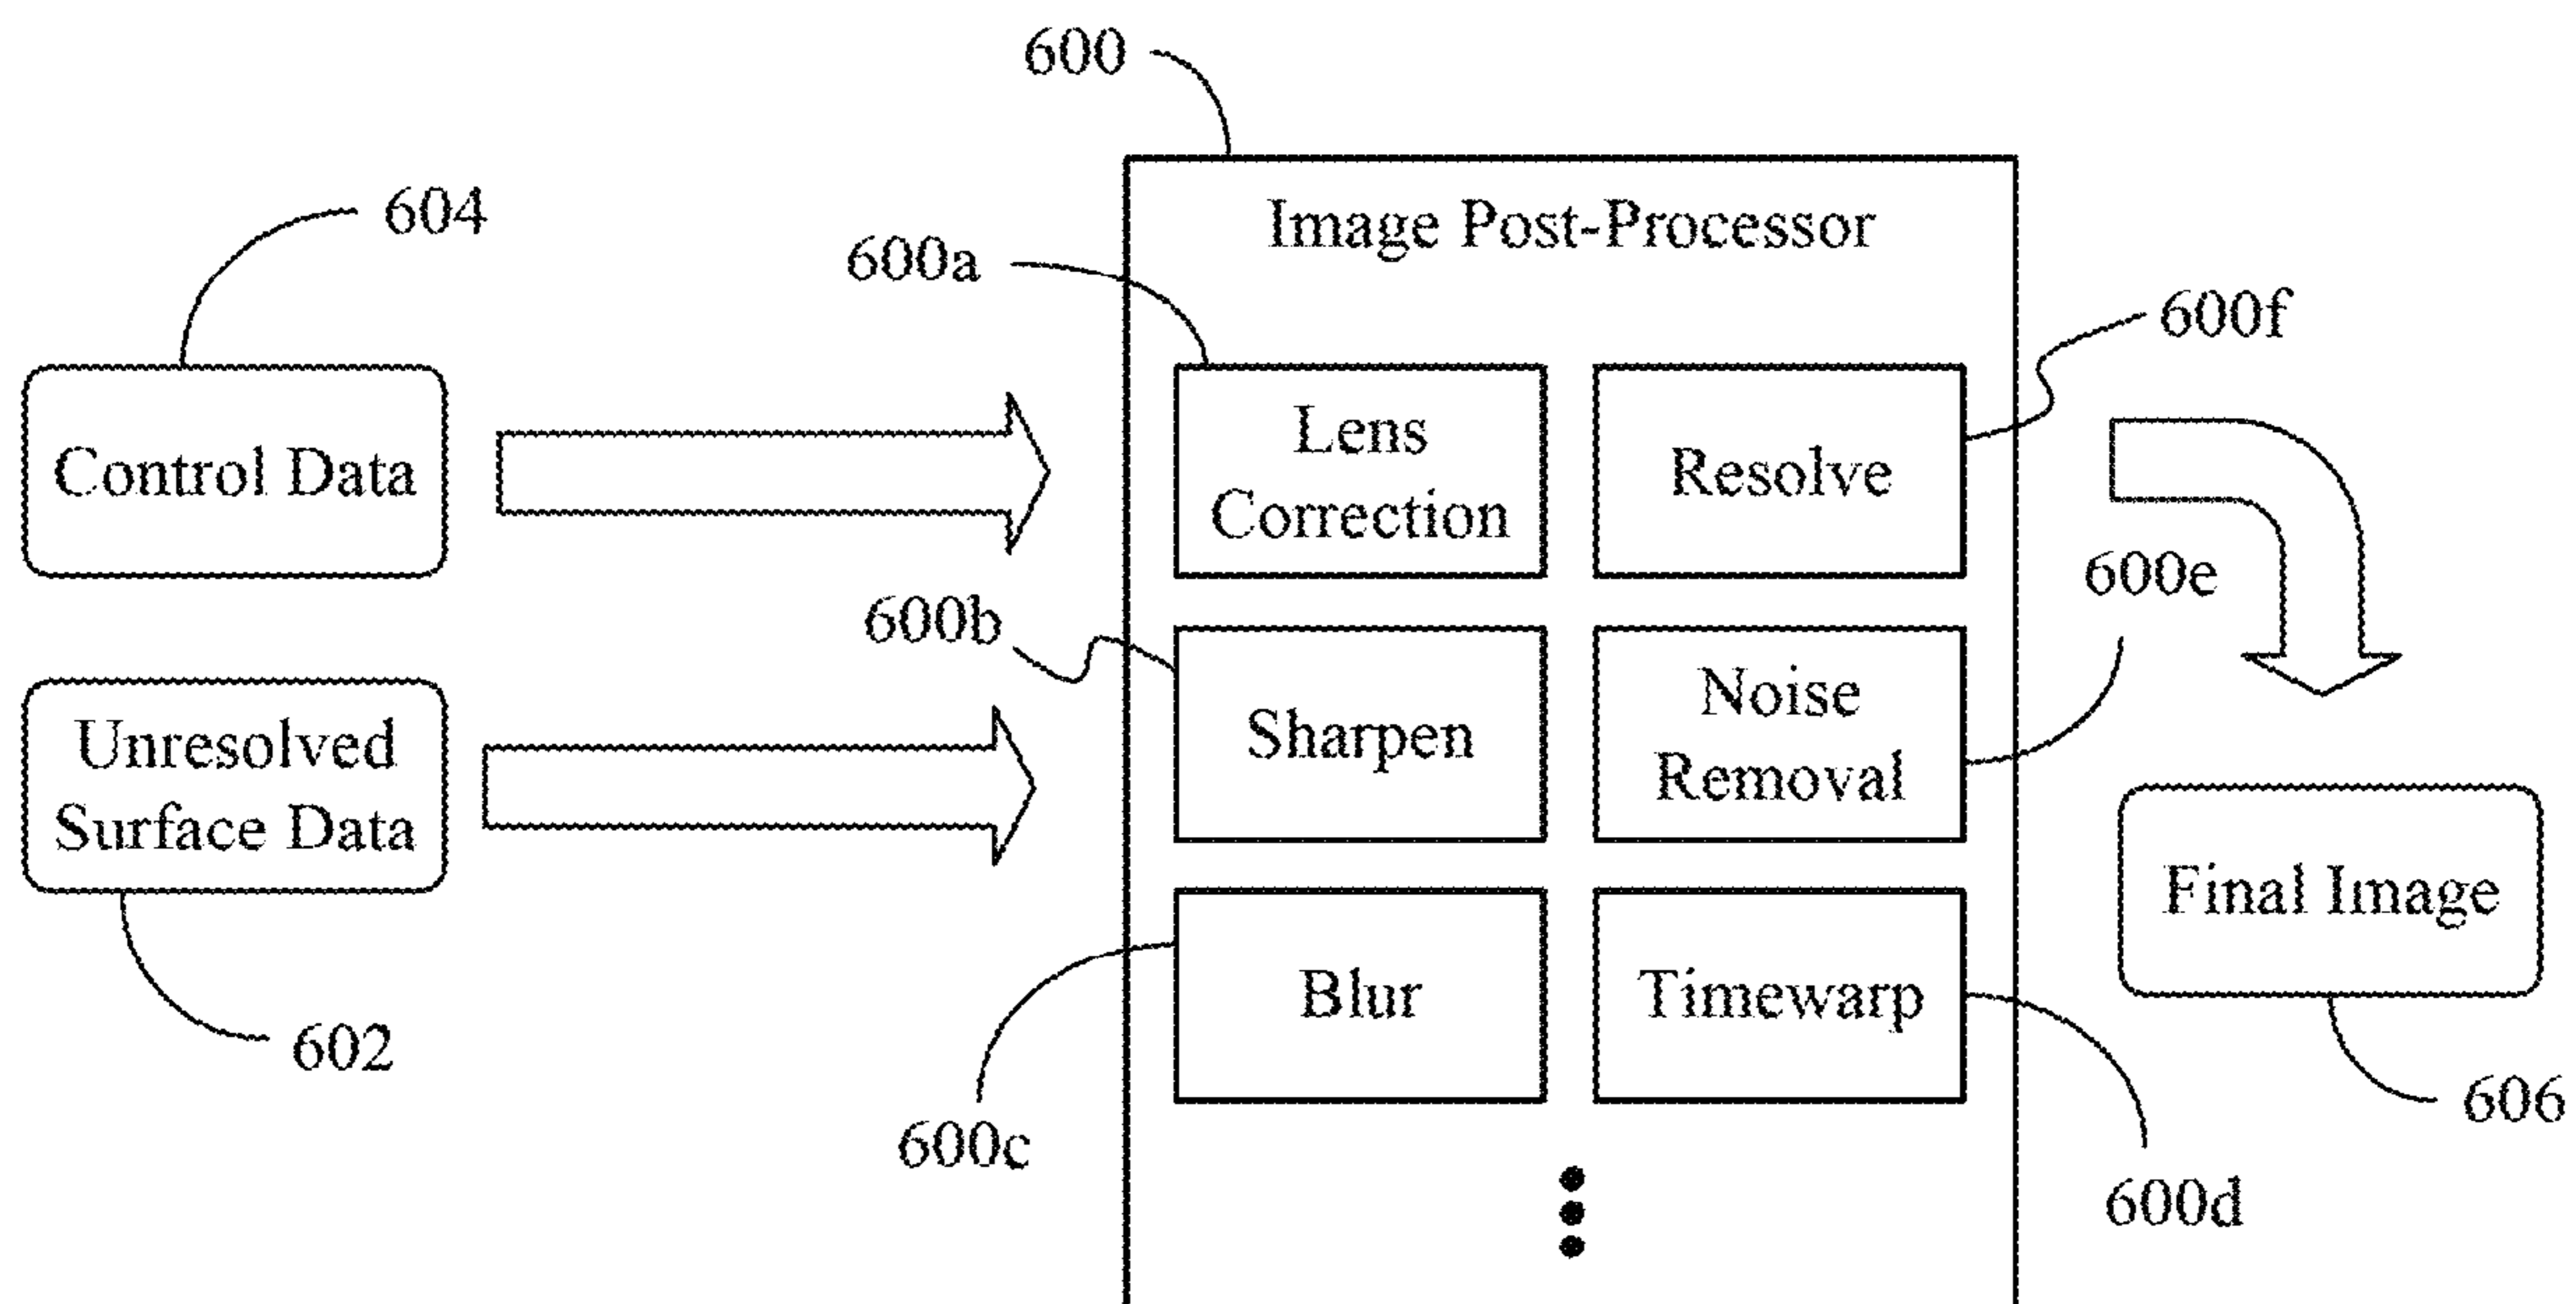 600
604
Image Post-Processor
600a
600f
Control Data
Lens
Correction
Resolve
600e
600b
Unresolved
Surface Data
Sharpen
Noise
Removal
Final Image
Blur
Timewarp
602
600c
606
600d